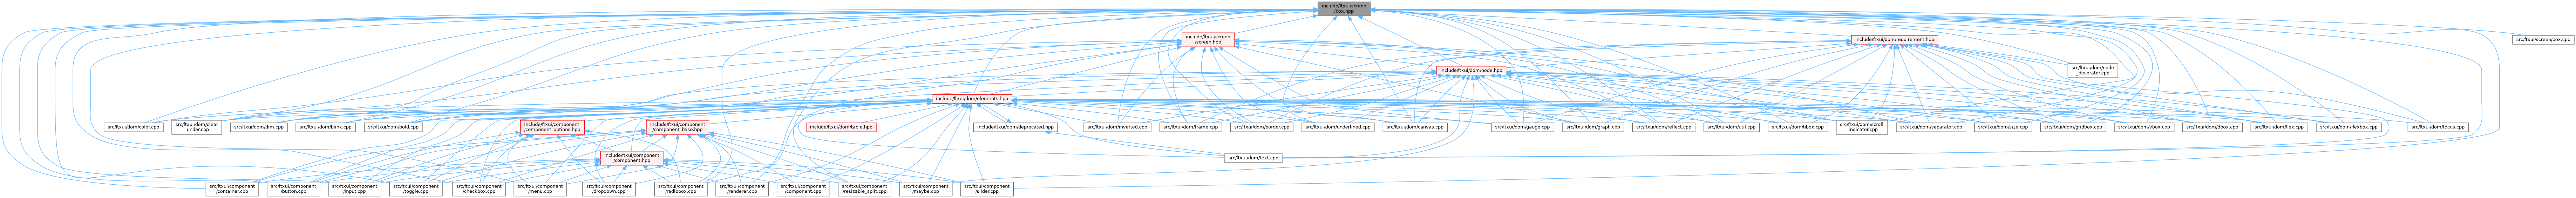 include/ftxui/screen
/box.hpp
include/ftxui/screen
/screen.hpp
include/ftxui/dom/requirement.hpp
src/ftxui/screen/box.cpp
include/ftxui/dom/node.hpp
src/ftxui/dom/node
_decorator.cpp
include/ftxui/dom/elements.hpp
src/ftxui/dom/color.cpp
src/ftxui/dom/clear
_under.cpp
src/ftxui/dom/dim.cpp
src/ftxui/dom/blink.cpp
src/ftxui/dom/bold.cpp
include/ftxui/component
/component_options.hpp
include/ftxui/component
/component_base.hpp
include/ftxui/dom/table.hpp
include/ftxui/dom/deprecated.hpp
src/ftxui/dom/inverted.cpp
src/ftxui/dom/frame.cpp
src/ftxui/dom/border.cpp
src/ftxui/dom/underlined.cpp
src/ftxui/dom/canvas.cpp
src/ftxui/dom/gauge.cpp
src/ftxui/dom/graph.cpp
src/ftxui/dom/reflect.cpp
src/ftxui/dom/util.cpp
src/ftxui/dom/hbox.cpp
src/ftxui/dom/scroll
_indicator.cpp
src/ftxui/dom/separator.cpp
src/ftxui/dom/size.cpp
src/ftxui/dom/gridbox.cpp
src/ftxui/dom/vbox.cpp
src/ftxui/dom/dbox.cpp
src/ftxui/dom/flex.cpp
src/ftxui/dom/flexbox.cpp
src/ftxui/dom/focus.cpp
include/ftxui/component
/component.hpp
src/ftxui/dom/text.cpp
src/ftxui/component
/container.cpp
src/ftxui/component
/button.cpp
src/ftxui/component
/input.cpp
src/ftxui/component
/toggle.cpp
src/ftxui/component
/checkbox.cpp
src/ftxui/component
/menu.cpp
src/ftxui/component
/dropdown.cpp
src/ftxui/component
/radiobox.cpp
src/ftxui/component
/renderer.cpp
src/ftxui/component
/component.cpp
src/ftxui/component
/resizable_split.cpp
src/ftxui/component
/maybe.cpp
src/ftxui/component
/slider.cpp